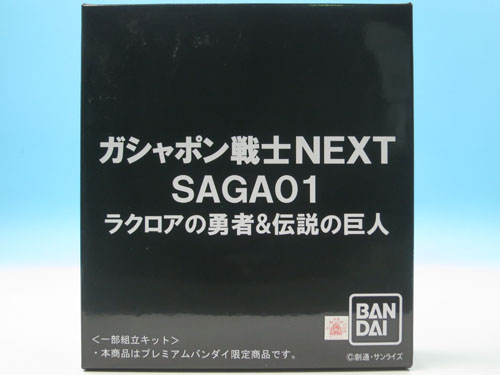 ガシャポン戦士NEXT
SAGA01
ラクロアの勇者&伝説の巨人
BAN
DAI
<一部組立キット>
・本商品はプレミアムバンダイ限定商品です。
©創通・サンライズ